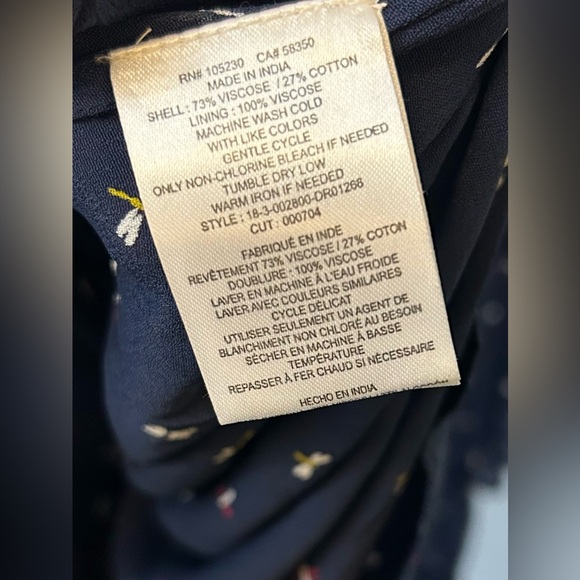 RN# 105230 CA# 58350
MADE IN INDIA
SHELL : 73% VISCOSE / 27% COTTON
LINING : 100% VISCOSE
MACHINE WASH COLD
WITH LIKE COLORS
GENTLE CYCLE
ONLY NON-CHLORINE BLEACH IF NEEDED
TUMBLE DRY LOW
WARM IRON IF NEEDED
STYLE : 18-3-002800-DR01266
CUT : 000704
FABRIQUÉ EN INDE
REVÊTEMENT 73% VISCOSE / 27% COTON
DOUBLURE : 100% VISCOSE
LAVER EN MACHINE À L'EAU FROIDE
LAVER AVEC COULEURS SIMILAIRES
CYCLE DÉLICAT
UTILISER SEULEMENT UN AGENT DE
BLANCHIMENT NON CHLORÉ AU BESOIN
SÉCHER EN MACHINE À BASSE
TEMPÉRATURE
REPASSER À FER CHAUD SI NÉCESSAIRE
HECHO EN INDIA